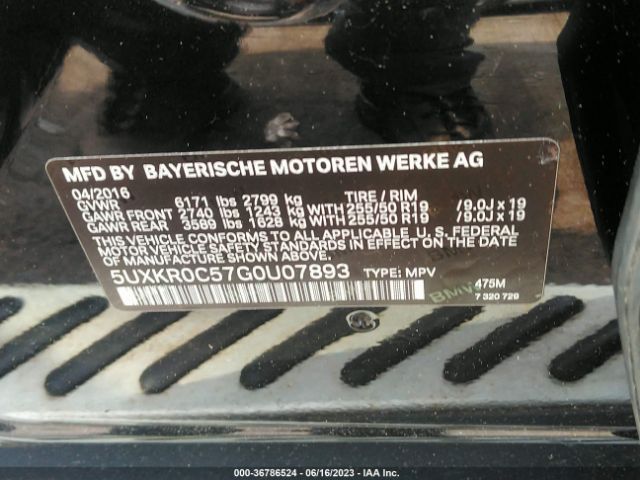 MFD BY BAYERISCHE MOTOREN WERKE AG
04/2016 TIRE / RIM
GVWR 6171 lbs 2799 kg
GAWR FRONT 2740 lbs 1243 kg WITH 255/50 R19 /9.0J x 19
GAWR REAR 3589 lbs 1628 kg WITH 255/50 R19 /9.0J x 19
THIS VEHICLE CONFORMS TO ALL APPLICABLE U. S. FEDERAL
MOTOR VEHICLE SAFETY STANDARDS IN EFFECT ON THE
DATE OF MANUFACTURE SHOWN ABOVE.
5UXKR0C57G0U07893 TYPE: MPV
475M
BMW
7 320 729
000-36786524 - 06/16/2023 - IAA Inc.